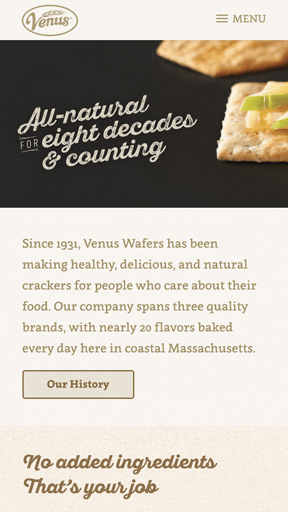 Venus
MENU
All-natural
FOR eight decades
& counting
Since 1931, Venus Wafers has been
making healthy, delicious, and natural
crackers for people who care about their
food. Our company spans three quality
brands, with nearly 20 flavors baked
every day here in coastal Massachusetts.
Our History
No added ingredients
That's your job